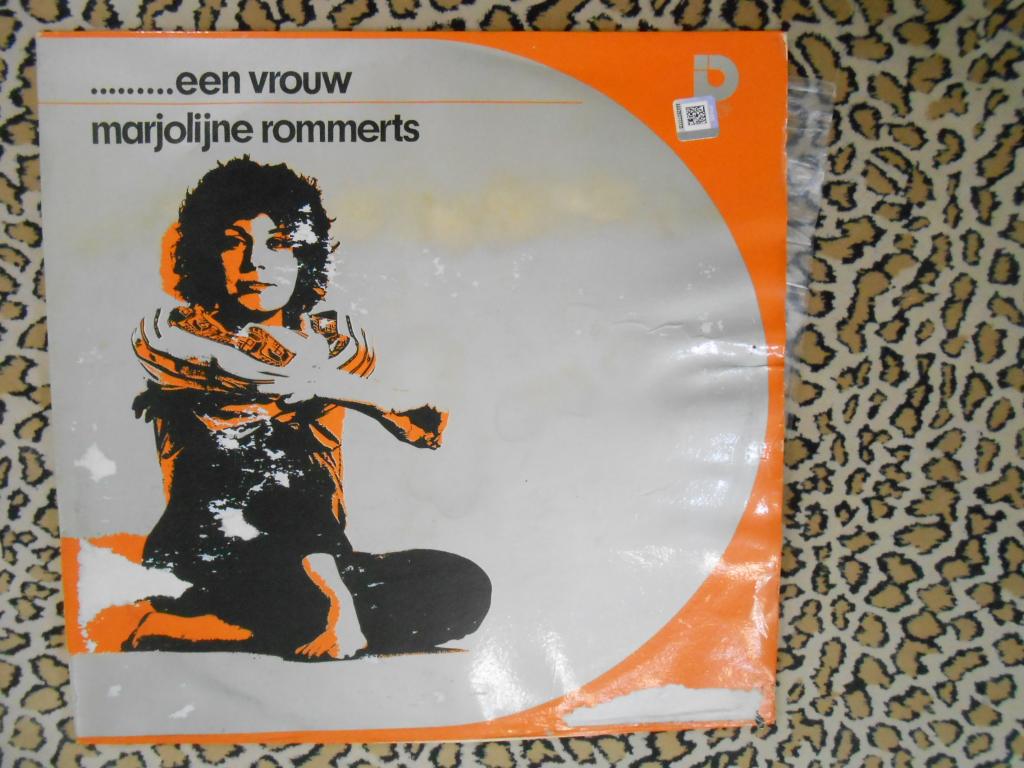 .........een vrouw
marjolijne rommerts